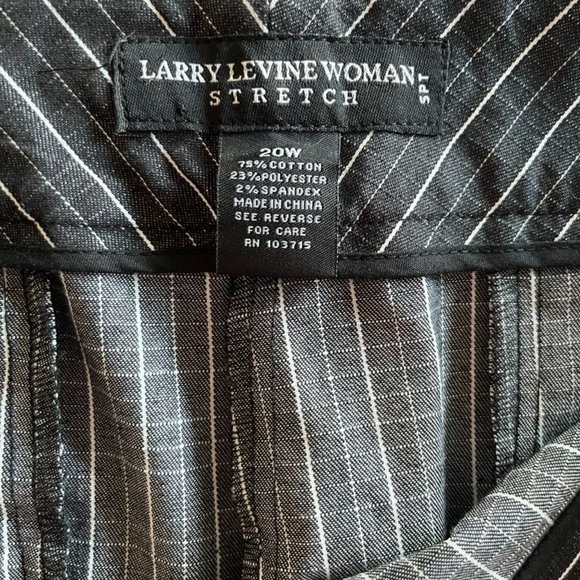 LARRY LEVINE WOMAN
STRETCH
SPT
20W
75% COTTON
23% POLYESTER
2% SPANDEX
MADE IN CHINA
SEE REVERSE
FOR CARE
RN 103715